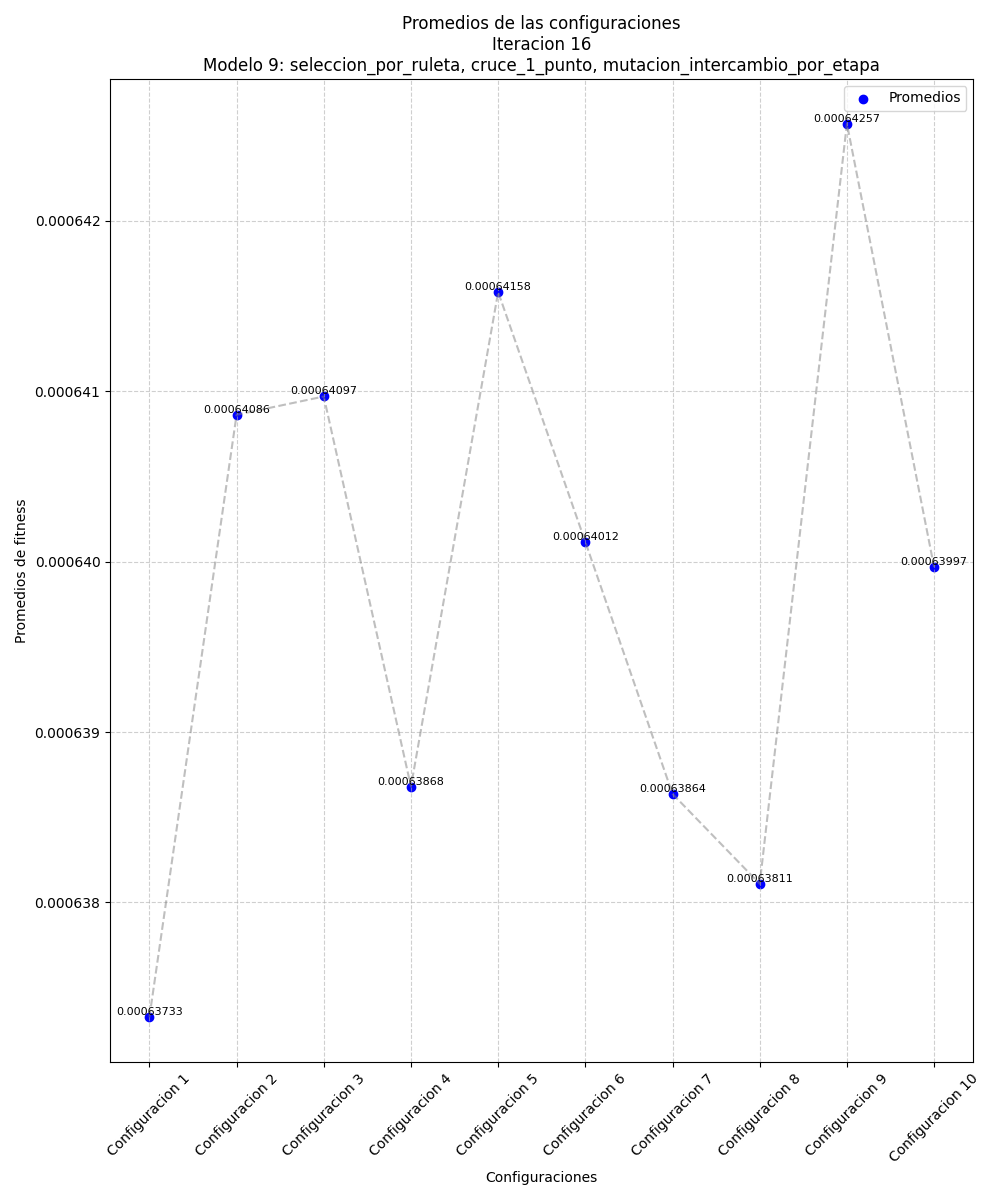 Promedios de las configuraciones
Iteracion 16
Modelo 9: seleccion_por_ruleta, cruce_1_punto, mutacion_intercambio_por_etapa
Promedios
0.00064257
0.000642
0.00064158
0.000641
0.00064097
0.00064086
0.00064012
0.000640
0.00063997
Promedios de fitness
0.000639
0.00063868
0.00063864
0.00063811
0.000638
0.00063733
Configuracion 1
Configuracion 2
Configuracion 3
Configuracion 4
Configuracion 5
Configuracion 6
Configuracion 7
Configuracion 8
Configuracion 9
Configuracion 10
Configuraciones